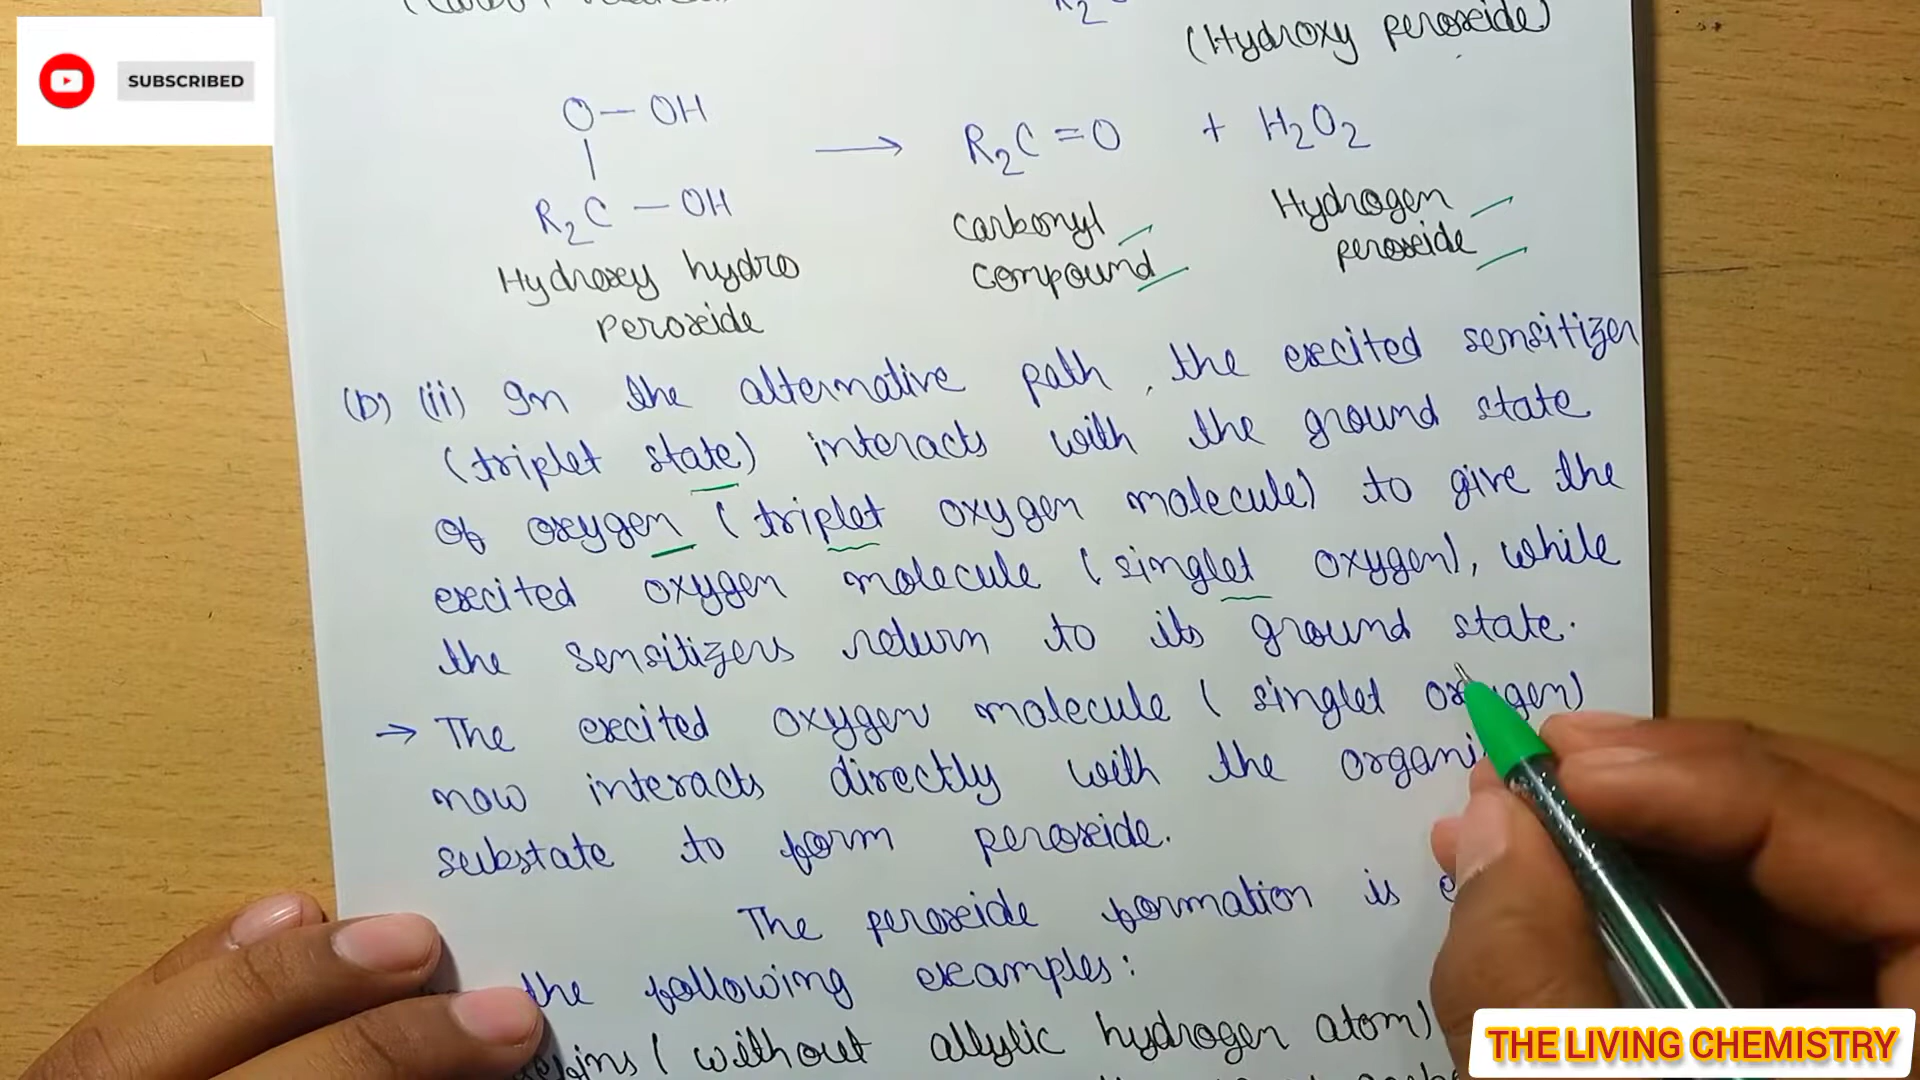 SUBSCRIBED
(Hydroxy peroxide)
O—OH
|
R2C—OH → R2C=O + H2O2
Hydroxy hydro peroxide
Carbonyl compound
Hydrogen peroxide
(b) (ii) In the alternative path, the excited sensitizer
(triplet state) interacts with the ground state
of oxygen (triplet oxygen molecule) to give the
excited oxygen molecule (singlet oxygen), while
the sensitizers return to its ground state.
→ The excited oxygen molecule (singlet oxygen)
now interacts directly with the organi
substate to form peroxide.
The peroxide formation is
the following examples:
(without allylic hydrogen atom)
THE LIVING CHEMISTRY